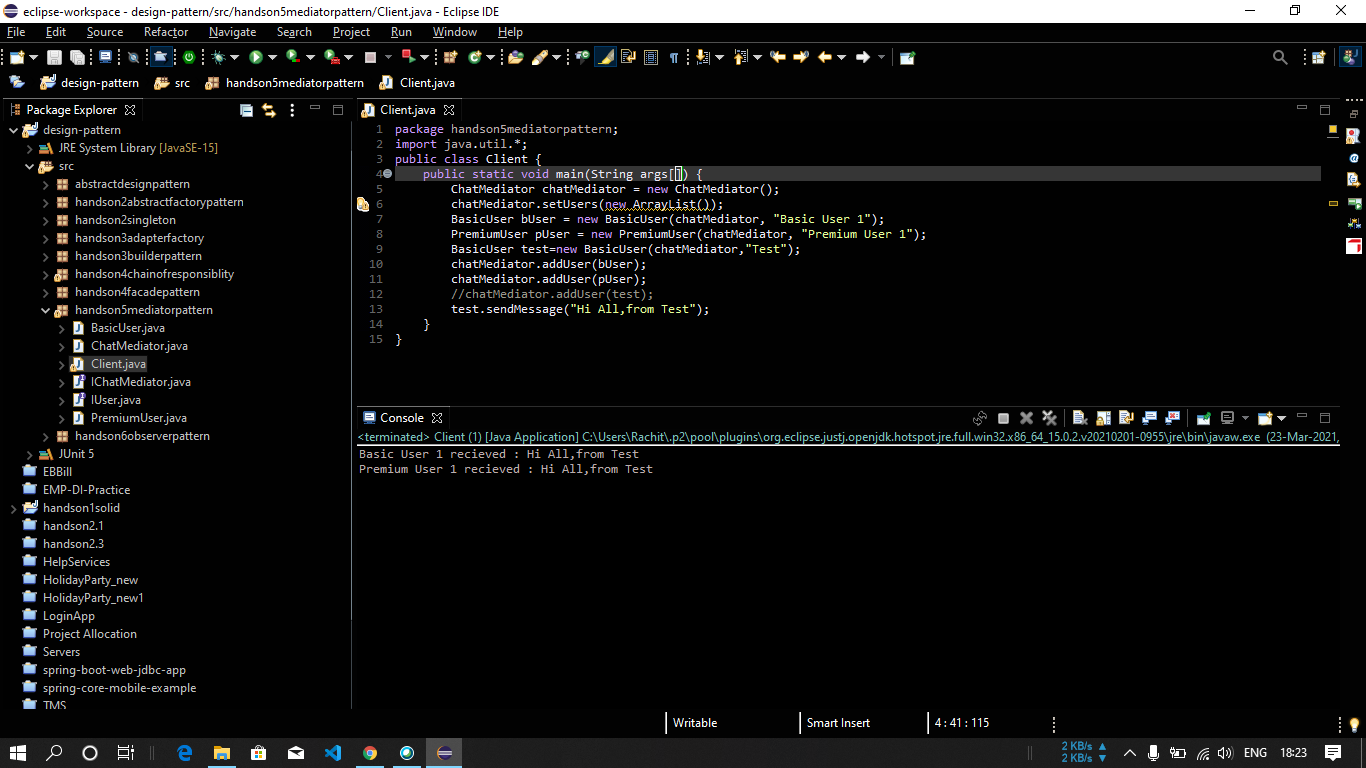 eclipse-workspace - design-pattern/src/handson5mediatorpattern/Client.java - Eclipse IDE
File Edit Source Refactor Navigate Search Project Run Window Help
design-pattern src handson5mediatorpattern Client.java
Package Explorer
design-pattern
JRE System Library [JavaSE-15]
src
abstractdesignpattern
handson2abstractfactorypattern
handson2singleton
handson3adapterfactory
handson3builderpattern
handson4chainofresponsiblity
handson4facadepattern
handson5mediatorpattern
BasicUser.java
ChatMediator.java
Client.java
IChatMediator.java
IUser.java
PremiumUser.java
handson6observerpattern
JUnit 5
EBBill
EMP-DI-Practice
handson1solid
handson2.1
handson2.3
HelpServices
HolidayParty_new
HolidayParty_new1
LoginApp
Project Allocation
Servers
spring-boot-web-jdbc-app
spring-core-mobile-example
TMS
Client.java
1 package handson5mediatorpattern;
2 import java.util.*;
3 public class Client {
4 public static void main(String args[]) {
5 ChatMediator chatMediator = new ChatMediator();
6 chatMediator.setUsers(new ArrayList());
7 BasicUser bUser = new BasicUser(chatMediator, "Basic User 1");
8 PremiumUser pUser = new PremiumUser(chatMediator, "Premium User 1");
9 BasicUser test=new BasicUser(chatMediator,"Test");
10 chatMediator.addUser(bUser);
11 chatMediator.addUser(pUser);
12 //chatMediator.addUser(test);
13 test.sendMessage("Hi All,from Test");
14 }
15 }
Console
<terminated> Client (1) [Java Application] C:\Users\Rachit\.p2\pool\plugins\org.eclipse.justj.openjdk.hotspot.jre.full.win32.x86_64_15.0.2.v20210201-0955\jre\bin\javaw.exe (23-Mar-2021,
Basic User 1 recieved : Hi All,from Test
Premium User 1 recieved : Hi All,from Test
Writable Smart Insert 4 : 41 : 115
2 KB/s
2 KB/s
ENG 18:23